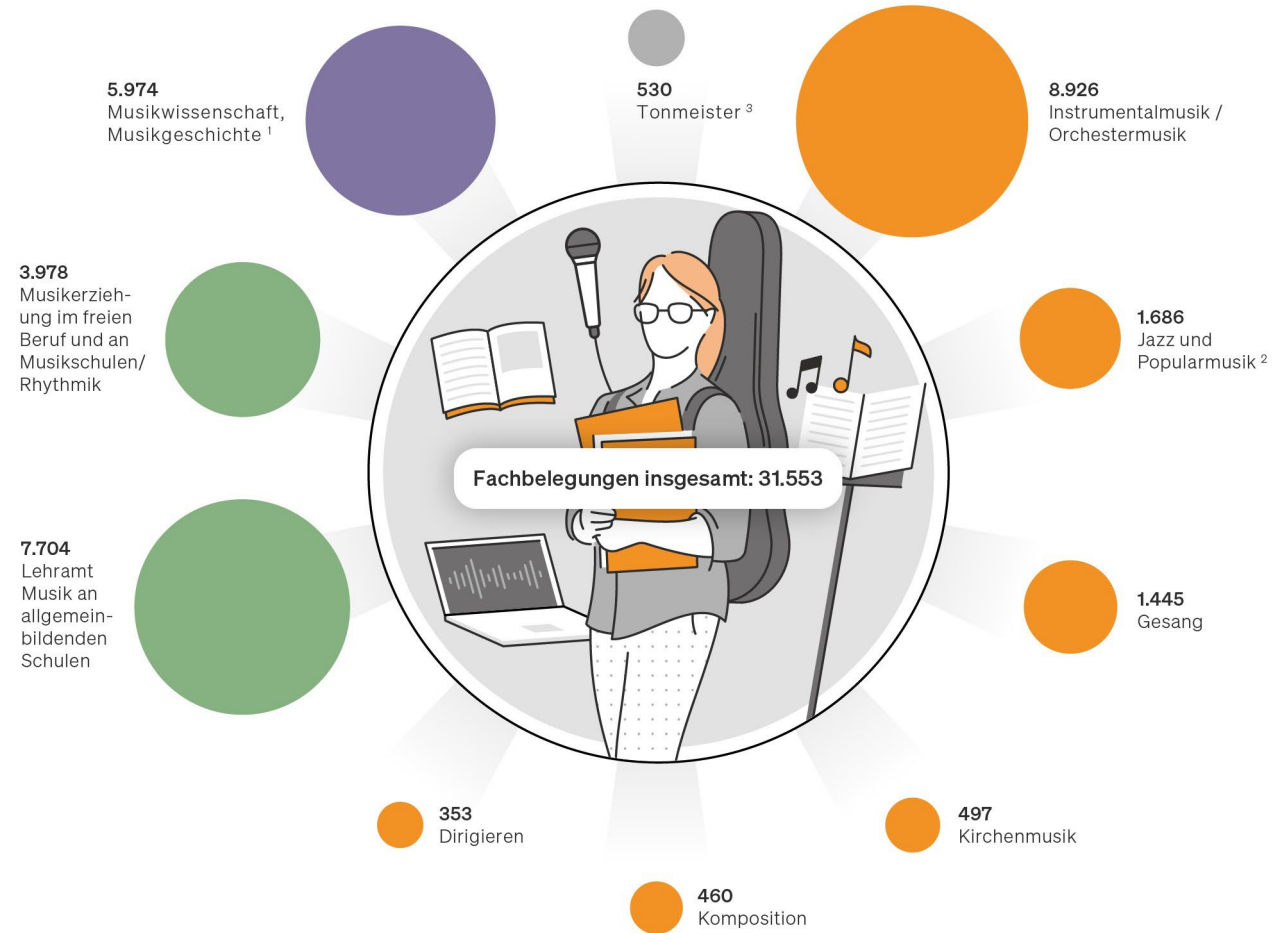 5.974
Musikwissenschaft,
Musikgeschichte ¹
530
Tonmeister ³
8.926
Instrumentalmusik /
Orchestermusik
3.978
Musikerzieh-
ung im freien
Beruf und an
Musikschulen/
Rhythmik
1.686
Jazz und
Popularmusik ²
Fachbelegungen insgesamt: 31.553
7.704
Lehramt
Musik an
allgemein-
bildenden
Schulen
1.445
Gesang
353
Dirigieren
497
Kirchenmusik
460
Komposition